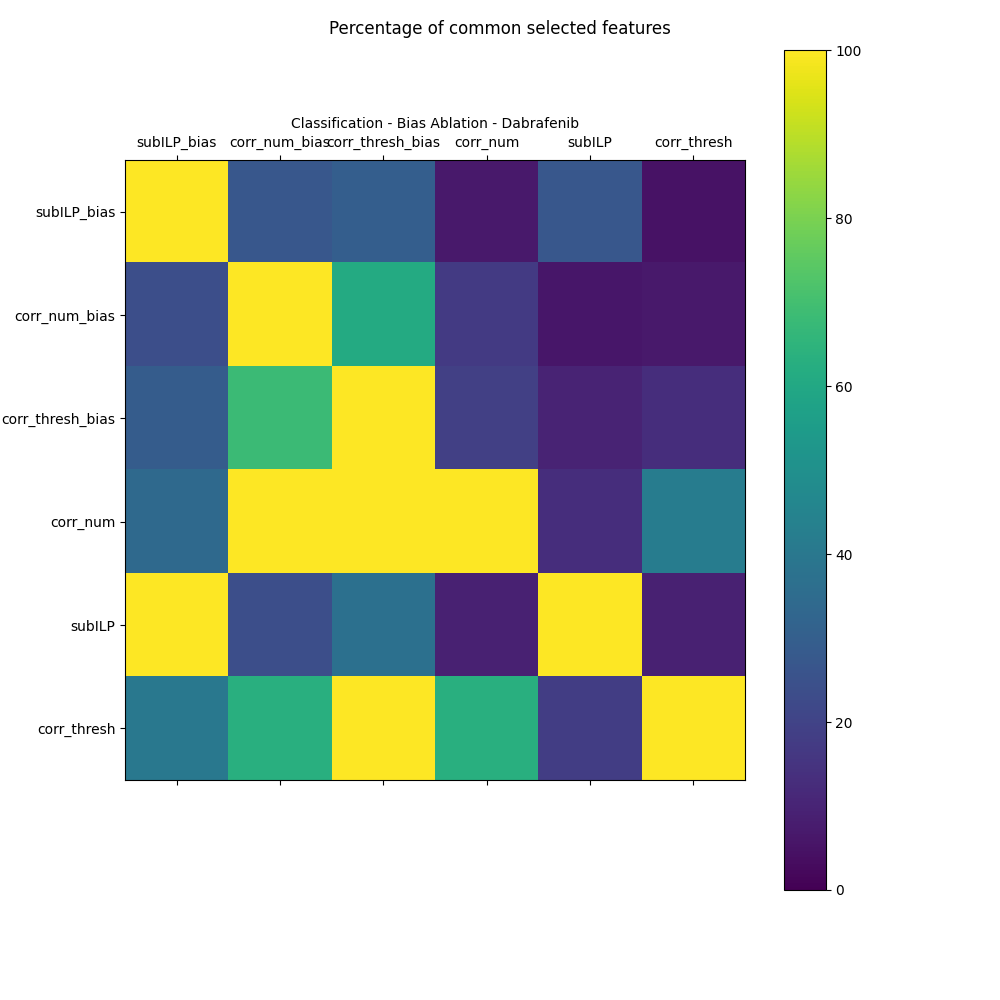 Percentage of common selected features
Classification - Bias Ablation - Dabrafenib
subILP_bias corr_num_bias corr_thresh_bias corr_num subILP corr_thresh
subILP_bias
corr_num_bias
corr_thresh_bias
corr_num
subILP
corr_thresh
100
80
60
40
20
0